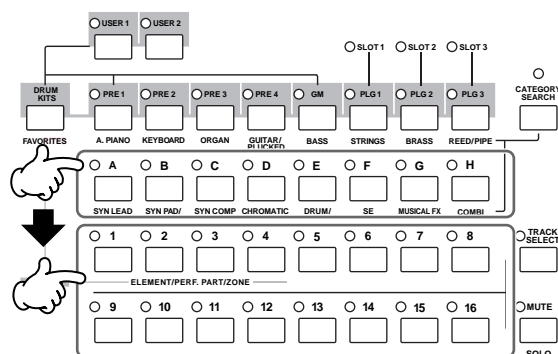 USER 1 USER 2
SLOT 1 SLOT 2 SLOT 3
DRUM KITS
PRE 1 PRE 2 PRE 3 PRE 4 GM PLG 1 PLG 2 PLG 3
CATEGORY SEARCH
FAVORITES A. PIANO KEYBOARD ORGAN GUITAR/ PLUCKED BASS STRINGS BRASS REED/PIPE
A B C D E F G H
SYN LEAD SYN PAD/ SYN COMP CHROMATIC DRUM/ SE MUSICAL FX COMBI
1 2 3 4 5 6 7 8
TRACK SELECT
ELEMENT/PERF. PART/ZONE
9 10 11 12 13 14 15 16
MUTE
SOLO